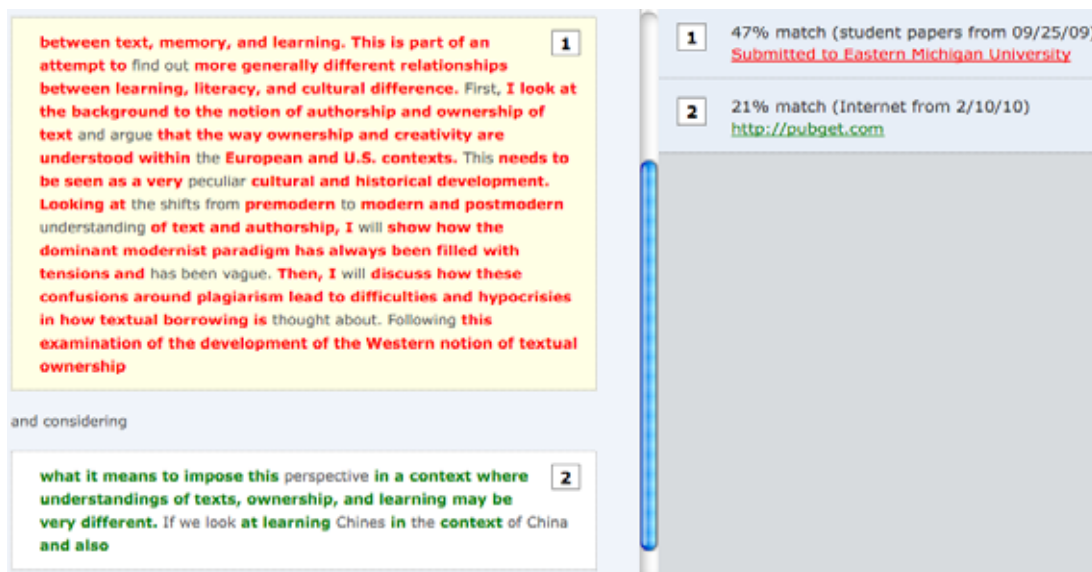 between text, memory, and learning. This is part of an
1
attempt to find out more generally different relationships
between learning, literacy, and cultural difference. First, I look at
the background to the notion of authorship and ownership of
text and argue that the way ownership and creativity are
understood within the European and U.S. contexts. This needs to
be seen as a very peculiar cultural and historical development.
Looking at the shifts from premodern to modern and postmodern
understanding of text and authorship, I will show how the
dominant modernist paradigm has always been filled with
tensions and has been vague. Then, I will discuss how these
confusions around plagiarism lead to difficulties and hypocrisies
in how textual borrowing is thought about. Following this
examination of the development of the Western notion of textual
ownership
and considering
what it means to impose this perspective in a context where
2
understandings of texts, ownership, and learning may be
very different. If we look at learning Chines in the context of China
and also
1
47% match (student papers from 09/25/09)
Submitted to Eastern Michigan University
2
21% match (Internet from 2/10/10)
http://pubget.com